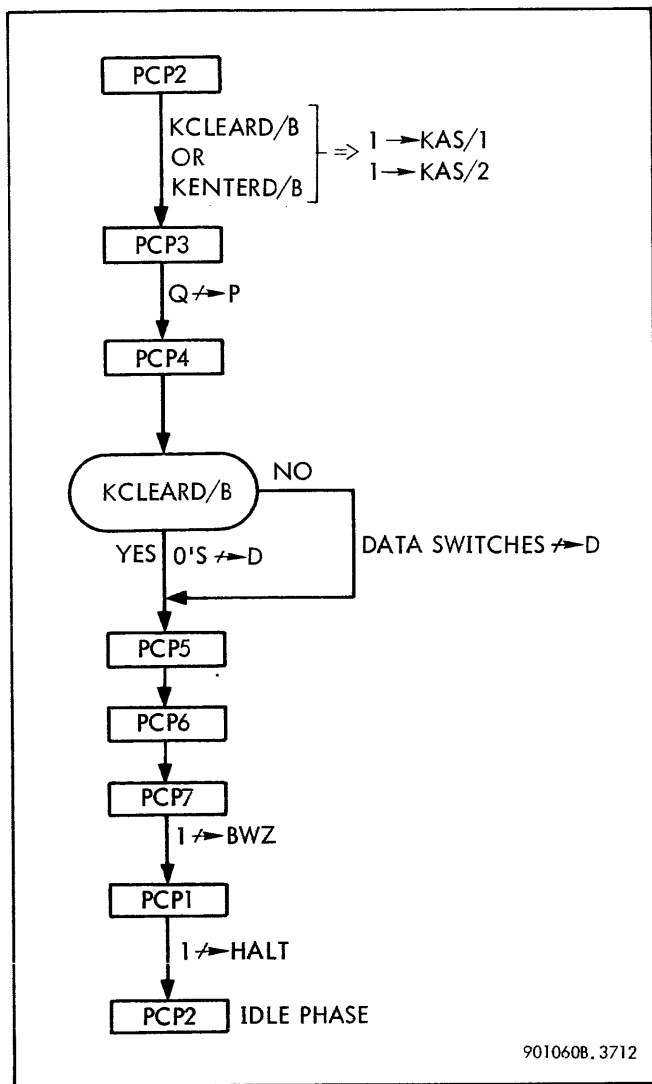 PCP2
KCLEARD/B
OR
KENTERD/B
=> 1 → KAS/1
1 → KAS/2
PCP3
Q ↛ P
PCP4
KCLEARD/B
NO
YES 0'S ↛ D
DATA SWITCHES ↛ D
PCP5
PCP6
PCP7
1 ↛ BWZ
PCP1
1 ↛ HALT
PCP2 IDLE PHASE
901060B.3712